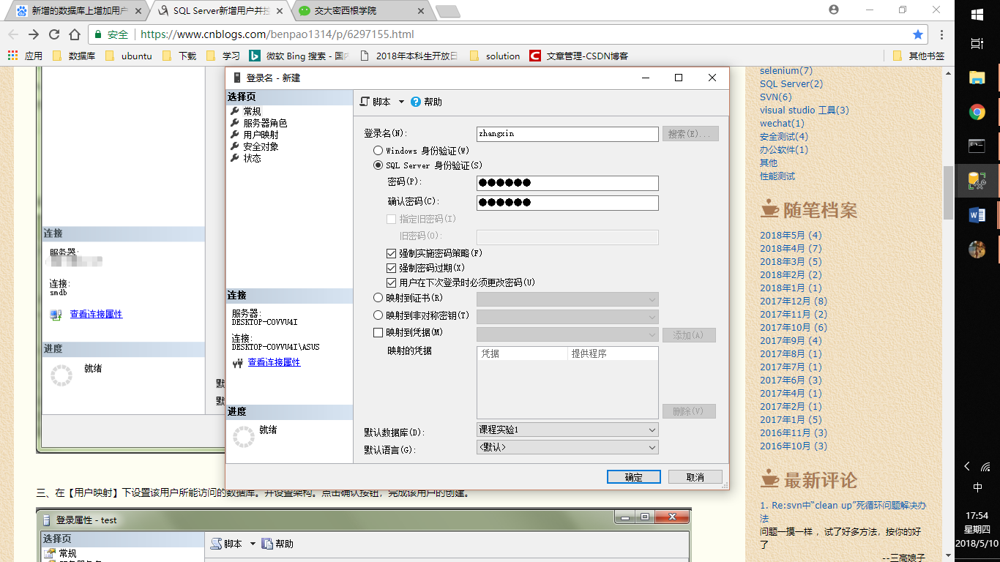 新增的数据库上增加用户
SQL Server新增用户并控
交大密西根学院
安全
https://www.cnblogs.com/benpao1314/p/6297155.html
应用
数据库
ubuntu
下载
学习
微软 Bing 搜索 - 国
2018年本科生开放日
solution
文章管理-CSDN博客
其他书签
连接
服务器:
连接:
smdb
查看连接属性
进度
就绪
默
默
登录名 - 新建
选择页
常规
服务器角色
用户映射
安全对象
状态
连接
服务器:
DESKTOP-COVVU4I
连接:
DESKTOP-COVVU4I\ASUS
查看连接属性
进度
就绪
脚本
帮助
登录名(N):
zhangxin
搜索(E)...
Windows 身份验证(W)
SQL Server 身份验证(S)
密码(P):
●●●●●●
确认密码(C):
●●●●●●
指定旧密码(I)
旧密码(O):
强制实施密码策略(F)
强制密码过期(X)
用户在下次登录时必须更改密码(U)
映射到证书(R)
映射到非对称密钥(T)
映射到凭据(M)
添加(A)
映射的凭据
凭据
提供程序
删除(V)
默认数据库(D):
课程实验1
默认语言(G):
<默认>
确定
取消
三、在【用户映射】下设置该用户所能访问的数据库。并设置架构。点击确认按钮，完成该用户的创建。
登录属性 - test
选择页
常规
脚本
帮助
selenium(7)
SQL Server(2)
SVN(6)
visual studio 工具(3)
wechat(1)
安全测试(4)
办公软件(1)
其他
性能测试
随笔档案
2018年5月 (4)
2018年4月 (7)
2018年3月 (5)
2018年2月 (2)
2018年1月 (1)
2017年12月 (8)
2017年11月 (2)
2017年10月 (6)
2017年9月 (4)
2017年8月 (1)
2017年7月 (1)
2017年6月 (3)
2017年4月 (1)
2017年2月 (1)
2017年1月 (5)
2016年11月 (3)
2016年10月 (3)
最新评论
1. Re:svn中“clean up”死循环问题解决办
法
问题一摸一样 ，试了好多方法，按你的好
了
--三高娘子
中
17:54
星期四
2018/5/10